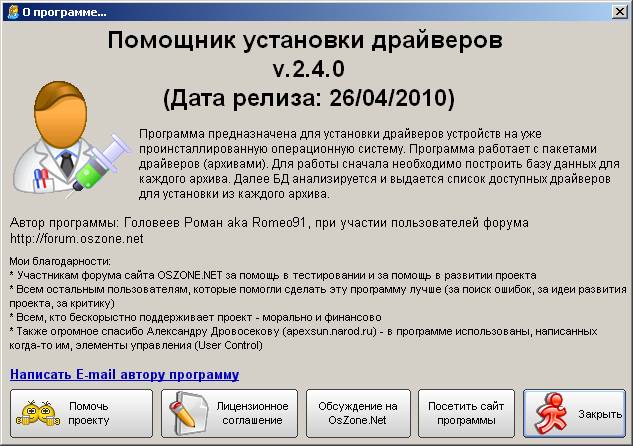 О программе...
Помощник установки драйверов
v.2.4.0
(Дата релиза: 26/04/2010)
Программа предназначена для установки драйверов устройств на уже
проинсталлированную операционную систему. Программа работает с пакетами
драйверов (архивами). Для работы сначала необходимо построить базу данных для
каждого архива. Далее БД анализируется и выдается список доступных драйверов
для установки из каждого архива.
Автор программы: Головеев Роман aka Romeo91, при участии пользователей форума
http://forum.oszone.net
Мои благодарности:
* Участникам форума сайта OSZONE.NET за помощь в тестировании и за помощь в развитии проекта
* Всем остальным пользователям, которые помогли сделать эту программу лучше (за поиск ошибок, за идеи развития
проекта, за критику)
* Всем, кто бескорыстно поддерживает проект - морально и финансово
* Также огромное спасибо Александру Дровосекову (apexsun.narod.ru) - в программе использованы, написанных
когда-то им, элементы управления (User Control)
Написать E-mail автору программу
Помочь
проекту
Лицензионное
соглашение
Обсуждение на
OsZone.Net
Посетить сайт
программы
Закрыть